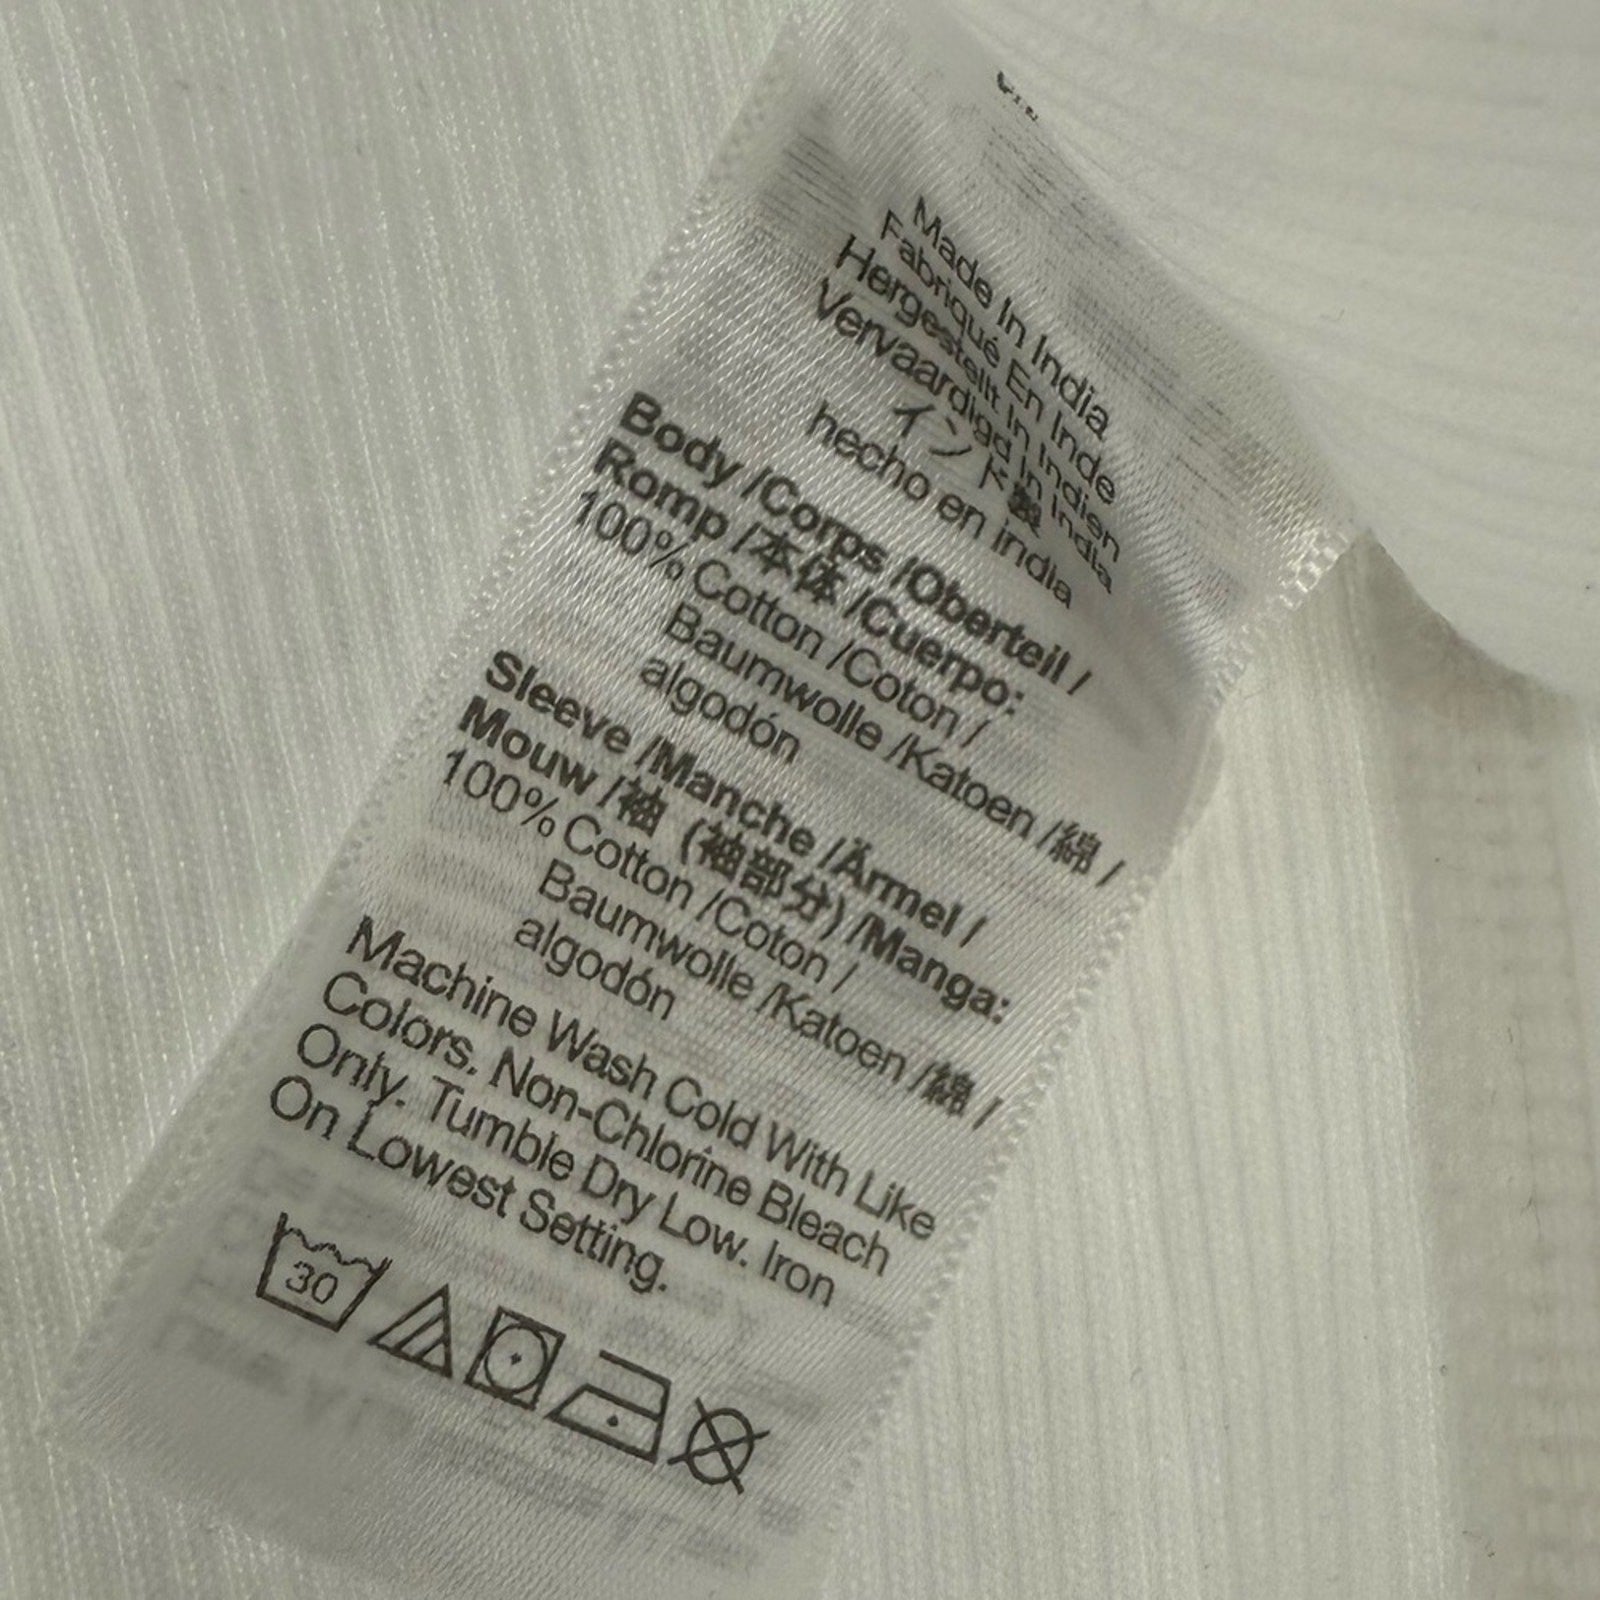 Made In India
Fabriqué En Inde
Hergestellt In Indien
Vervaardigd In India
インド製
hecho en india
Body /Corps /Oberteil /
Romp /本体 /Cuerpo:
100% Cotton /Coton /
Baumwolle /Katoen /綿 /
algodón
Sleeve /Manche /Ärmel /
Mouw /袖 (袖部分) /Manga:
100% Cotton /Coton /
Baumwolle /Katoen /綿 /
algodón
Machine Wash Cold With Like
Colors. Non-Chlorine Bleach
Only. Tumble Dry Low. Iron
On Lowest Setting.
30